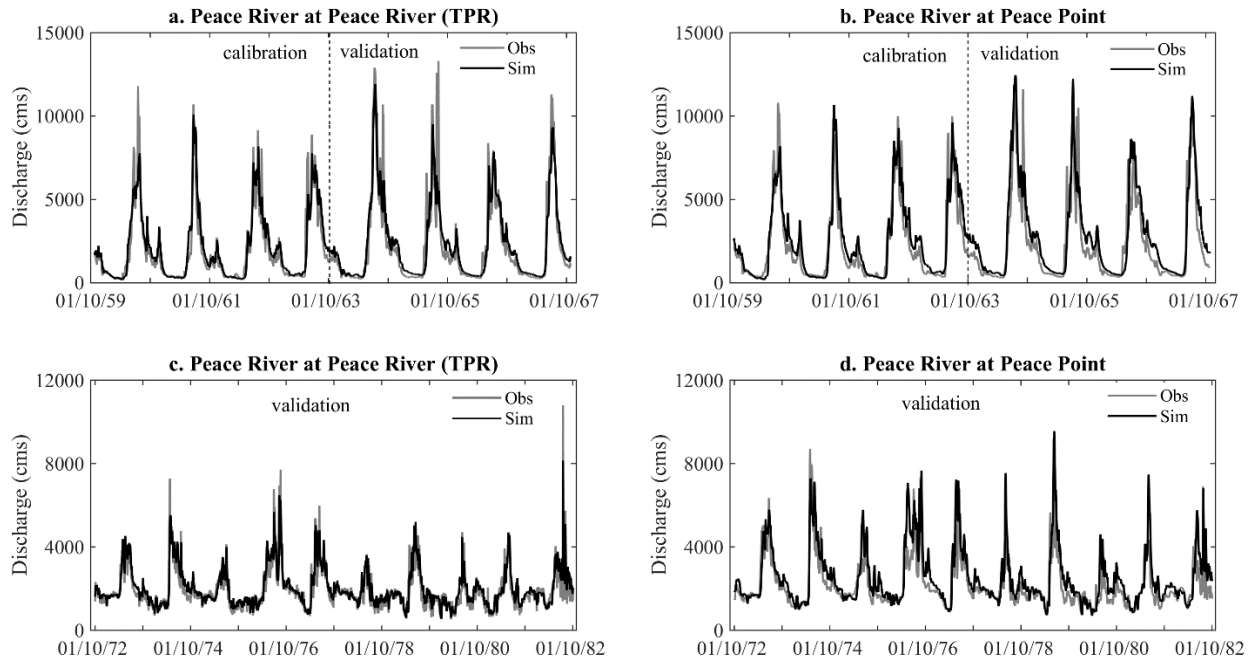 a. Peace River at Peace River (TPR)
15000
10000
5000
0
Discharge (cms)
calibration
validation
Obs
Sim
01/10/59
01/10/61
01/10/63
01/10/65
01/10/67
b. Peace River at Peace Point
15000
10000
5000
0
Discharge (cms)
calibration
validation
Obs
Sim
01/10/59
01/10/61
01/10/63
01/10/65
01/10/67
c. Peace River at Peace River (TPR)
12000
8000
4000
0
Discharge (cms)
validation
Obs
Sim
01/10/72
01/10/74
01/10/76
01/10/78
01/10/80
01/10/82
d. Peace River at Peace Point
12000
8000
4000
0
Discharge (cms)
validation
Obs
Sim
01/10/72
01/10/74
01/10/76
01/10/78
01/10/80
01/10/82